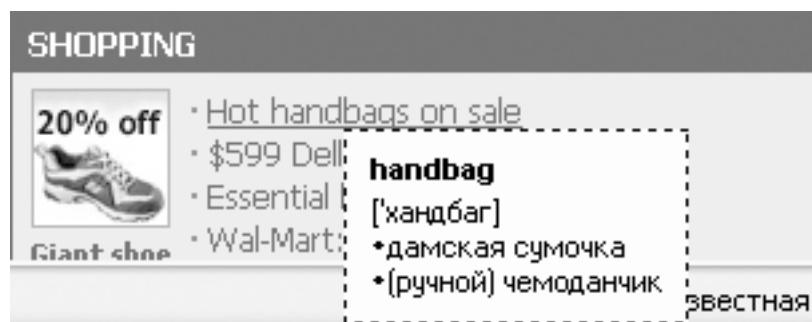 SHOPPING
20% off
· Hot handbags on sale
· $599 Dell
· Essential
· Wal-Mart:
Giant shoe
handbag
['хандбаг]
•дамская сумочка
•(ручной) чемоданчик
звестная